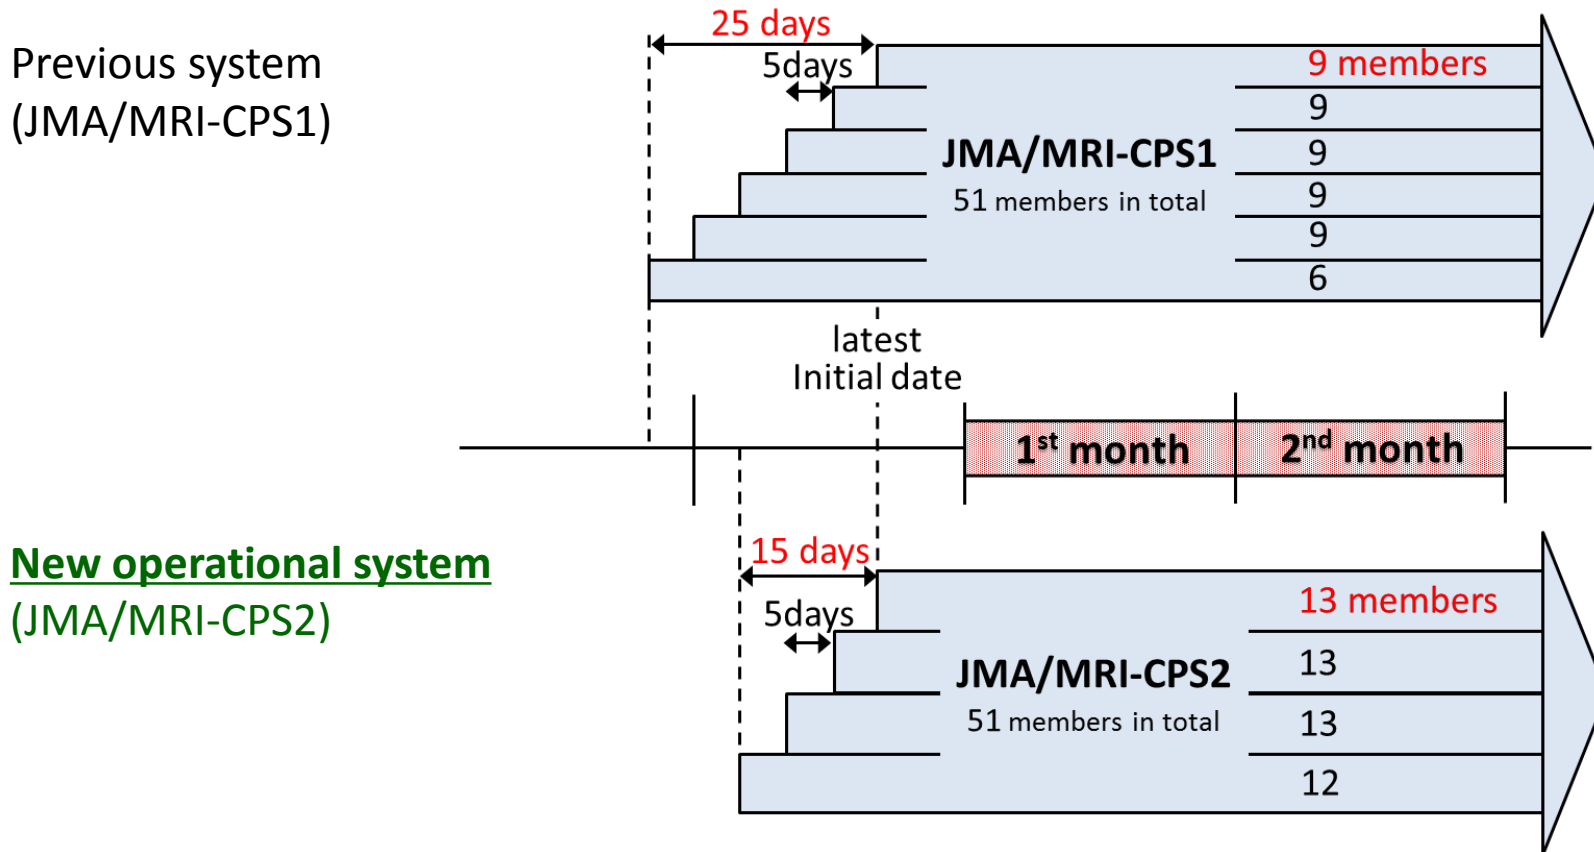 25 days
Previous system
(JMA/MRI-CPS1)
5days
9 members
9
9
9
9
6
JMA/MRI-CPS1
51 members in total
latest
Initial date
1st month
2nd month
New operational system
(JMA/MRI-CPS2)
15 days
5days
13 members
13
13
12
JMA/MRI-CPS2
51 members in total